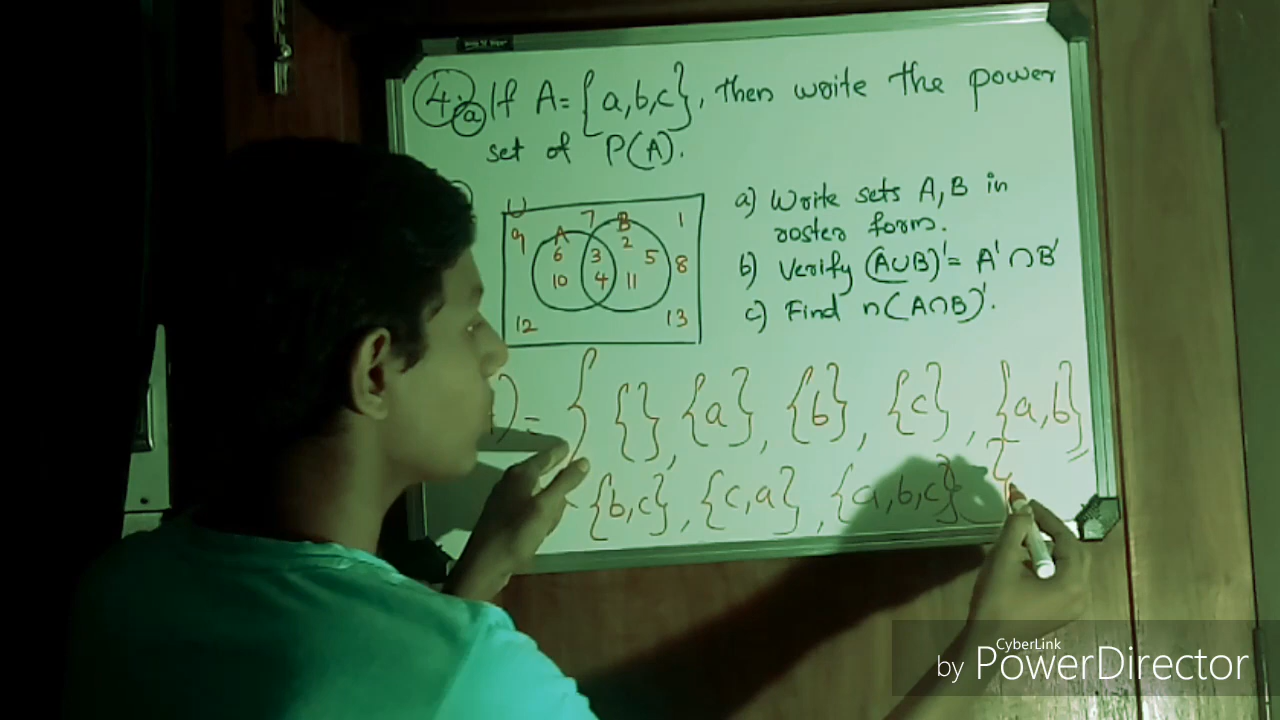 4. a If A = {a,b,c}, then write the power
set of P(A).
U
7
B
1
9
A
2
6
3
5
8
10
4
11
12
13
a) Write sets A, B in
roster form.
b) Verify (A∪B)' = A' ∩ B'
c) Find n(A∩B)'.
) = { { }, {a}, {b}, {c}, {a,b},
{b,c}, {c,a}, {a,b,c} }
CyberLink
by PowerDirector